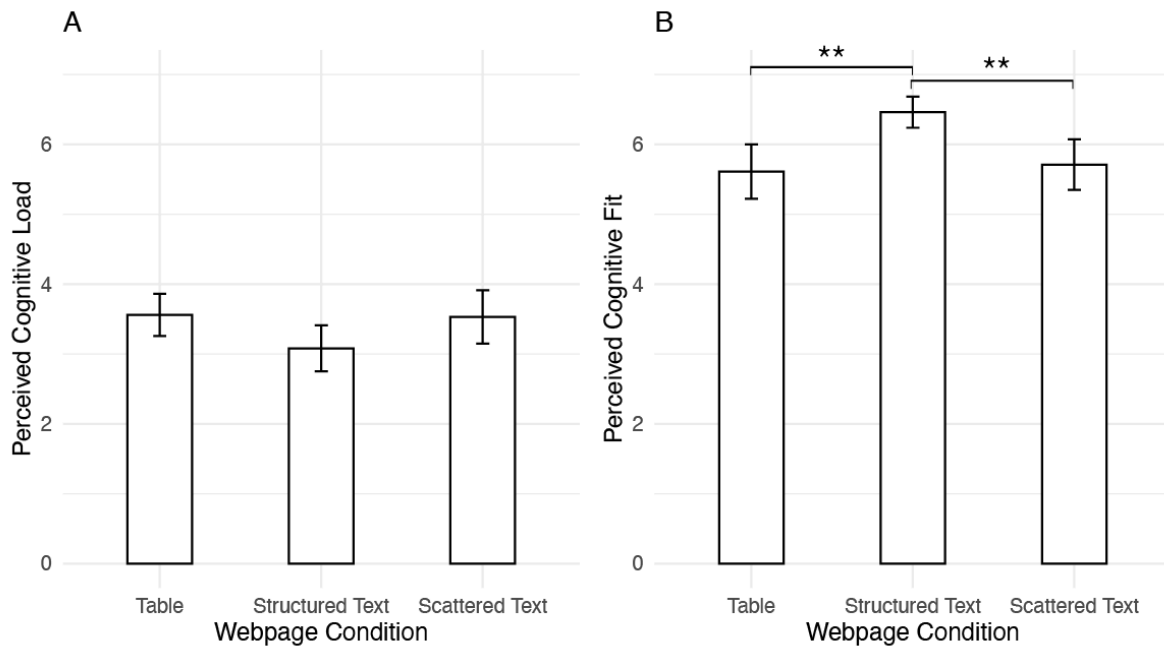 A
Perceived Cognitive Load
6
4
2
0
Table Structured Text Scattered Text
Webpage Condition
B
** **
Perceived Cognitive Fit
6
4
2
0
Table Structured Text Scattered Text
Webpage Condition